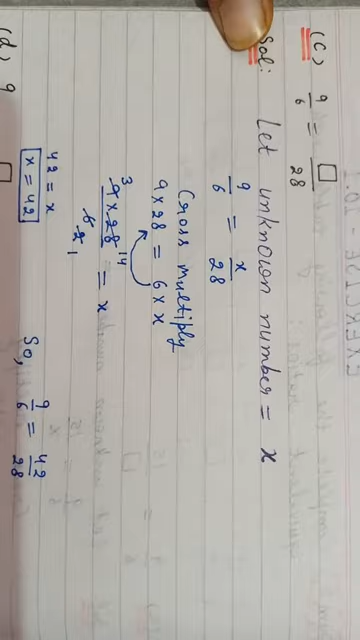 (c) 9/6 = □/28
Sol: Let unknown number = x
9/6 = x/28
Cross multiply
9 x 28 = 6 x x
3 14
9 x 28 / 6 = x
2 1
42 = x
x = 42
So, 9/6 = 42/28
(d) 9 □